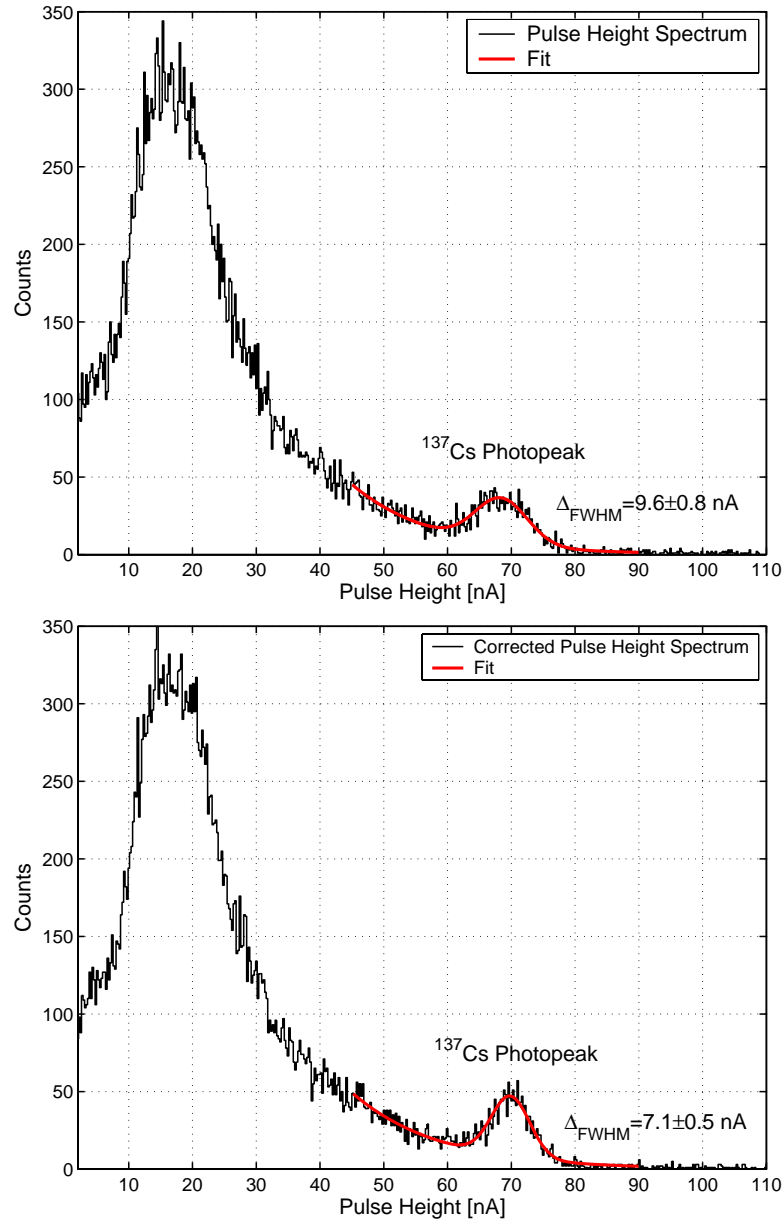 350
300
250
200
150
100
50
0
Counts
Pulse Height Spectrum
Fit
137Cs Photopeak
ΔFWHM=9.6±0.8 nA
10 20 30 40 50 60 70 80 90 100 110
Pulse Height [nA]
350
300
250
200
150
100
50
0
Counts
Corrected Pulse Height Spectrum
Fit
137Cs Photopeak
ΔFWHM=7.1±0.5 nA
10 20 30 40 50 60 70 80 90 100 110
Pulse Height [nA]